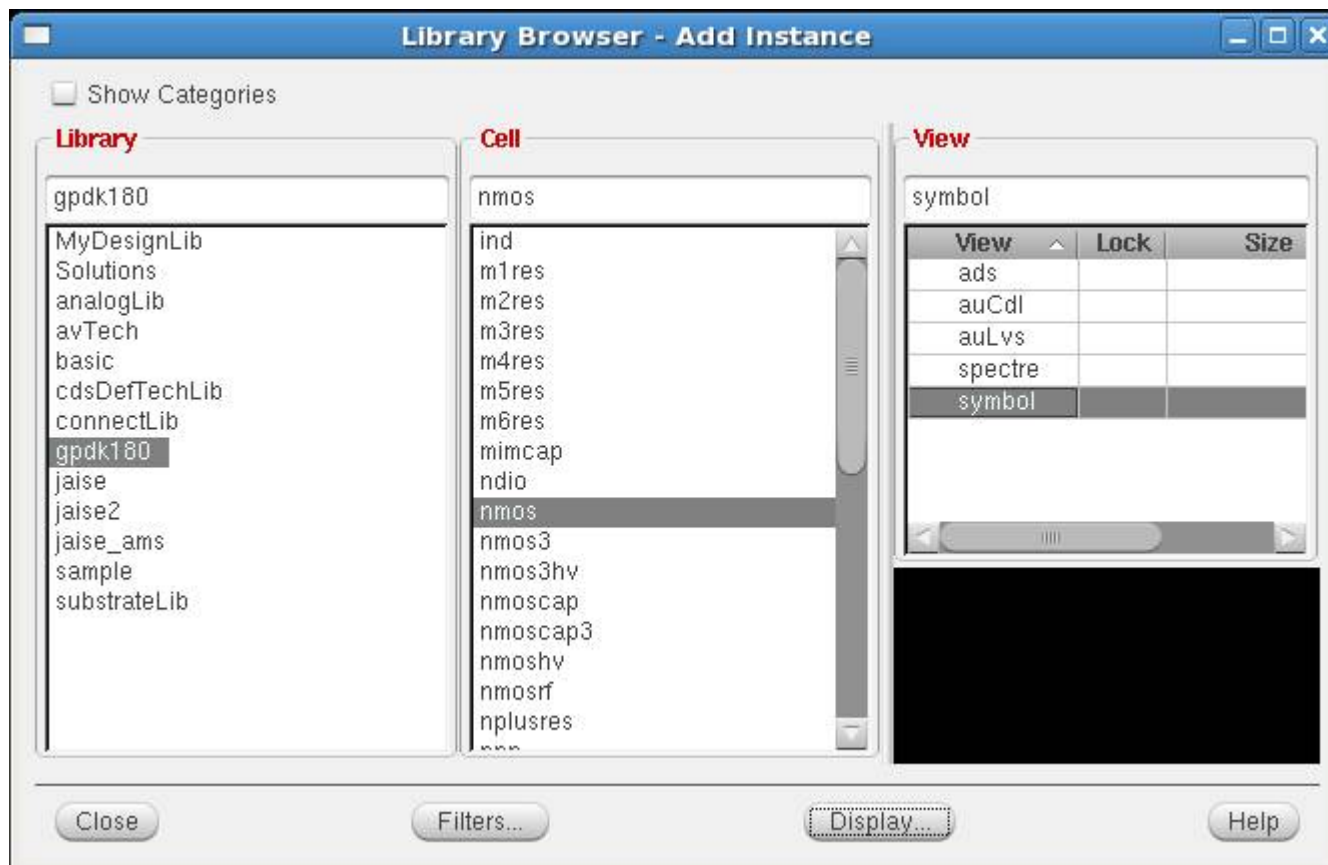 Library Browser - Add Instance
Show Categories
Library
gpdk180
MyDesignLib
Solutions
analogLib
avTech
basic
cdsDefTechLib
connectLib
gpdk180
jaise
jaise2
jaise_ams
sample
substrateLib
Cell
nmos
ind
m1res
m2res
m3res
m4res
m5res
m6res
mimcap
ndio
nmos
nmos3
nmos3hv
nmoscap
nmoscap3
nmoshv
nmosrf
nplusres
View
symbol
View Lock Size
ads
auCdl
auLvs
spectre
symbol
Close Filters... Display... Help